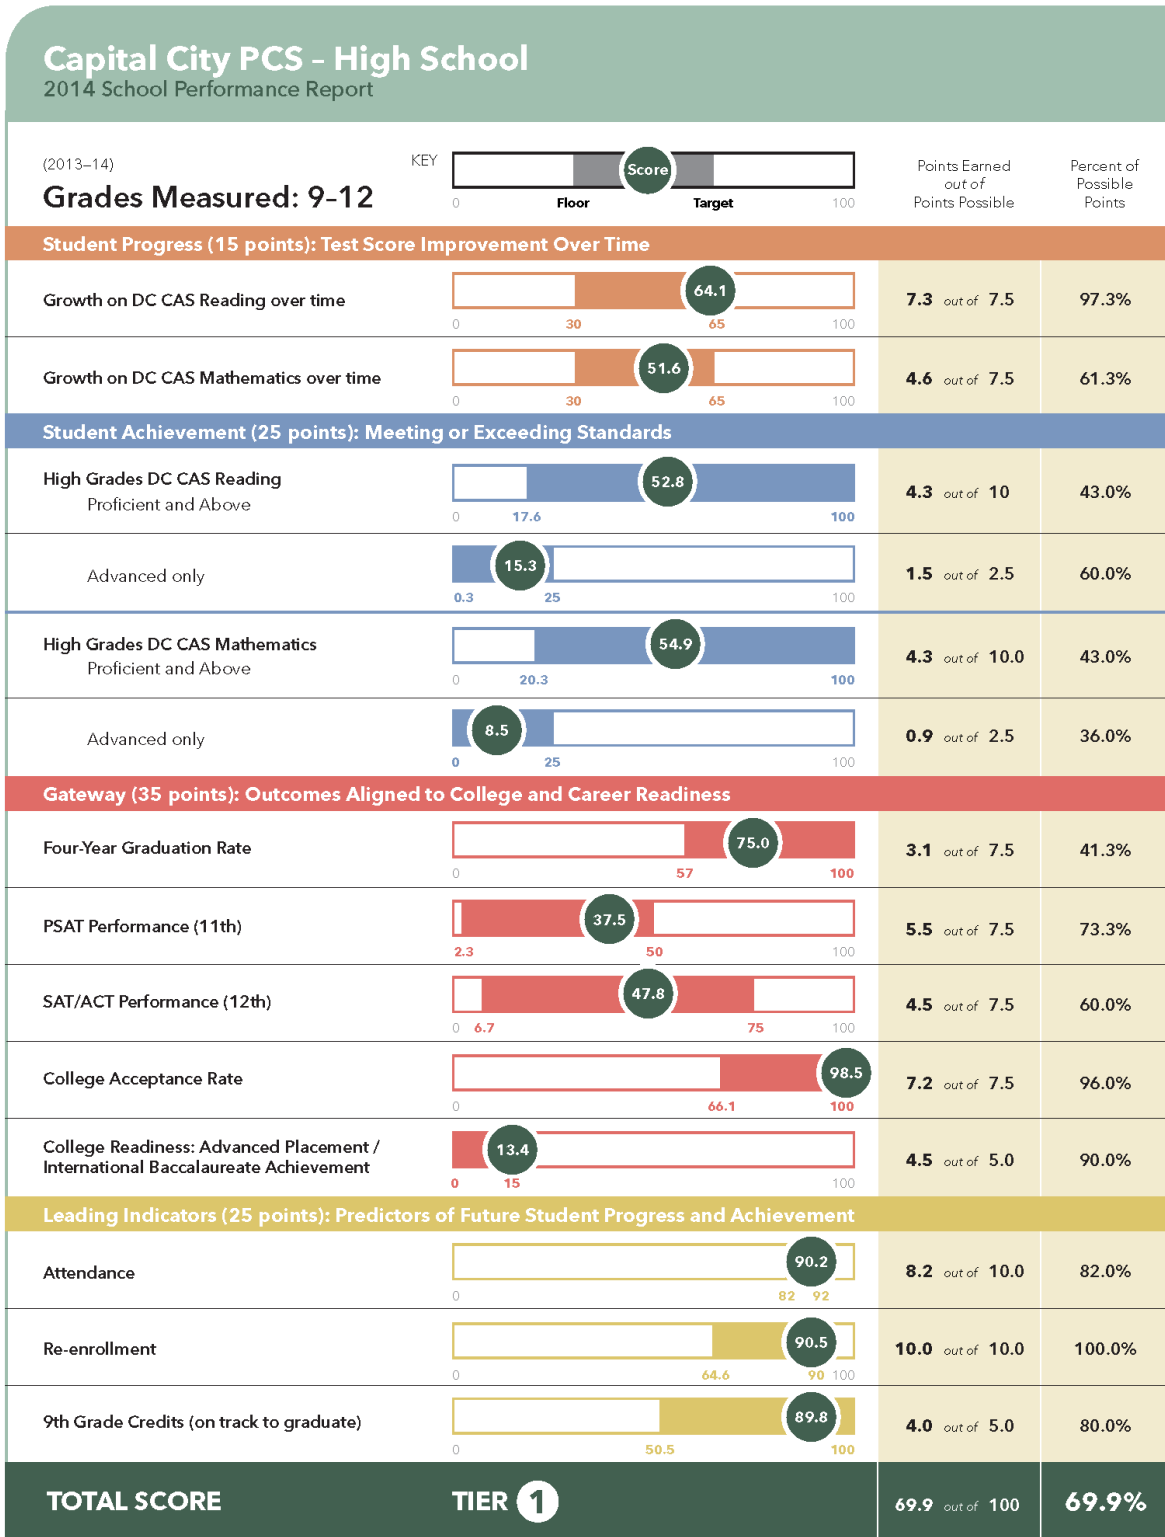 Capital City PCS – High School
2014 School Performance Report
(2013–14)
Grades Measured: 9–12
KEY
Score
0 Floor Target 100
Points Earned
out of
Points Possible
Percent of
Possible
Points
Student Progress (15 points): Test Score Improvement Over Time
Growth on DC CAS Reading over time
64.1
0 30 65 100
7.3 out of 7.5 97.3%
Growth on DC CAS Mathematics over time
51.6
0 30 65 100
4.6 out of 7.5 61.3%
Student Achievement (25 points): Meeting or Exceeding Standards
High Grades DC CAS Reading
Proficient and Above
52.8
0 17.6 100
4.3 out of 10 43.0%
Advanced only
15.3
0.3 25 100
1.5 out of 2.5 60.0%
High Grades DC CAS Mathematics
Proficient and Above
54.9
0 20.3 100
4.3 out of 10.0 43.0%
Advanced only
8.5
0 25 100
0.9 out of 2.5 36.0%
Gateway (35 points): Outcomes Aligned to College and Career Readiness
Four-Year Graduation Rate
75.0
0 57 100
3.1 out of 7.5 41.3%
PSAT Performance (11th)
37.5
2.3 50 100
5.5 out of 7.5 73.3%
SAT/ACT Performance (12th)
47.8
0 6.7 75 100
4.5 out of 7.5 60.0%
College Acceptance Rate
98.5
0 66.1 100
7.2 out of 7.5 96.0%
College Readiness: Advanced Placement /
International Baccalaureate Achievement
13.4
0 15 100
4.5 out of 5.0 90.0%
Leading Indicators (25 points): Predictors of Future Student Progress and Achievement
Attendance
90.2
0 82 92
8.2 out of 10.0 82.0%
Re-enrollment
90.5
0 64.6 90 100
10.0 out of 10.0 100.0%
9th Grade Credits (on track to graduate)
89.8
0 50.5 100
4.0 out of 5.0 80.0%
TOTAL SCORE TIER 1 69.9 out of 100 69.9%